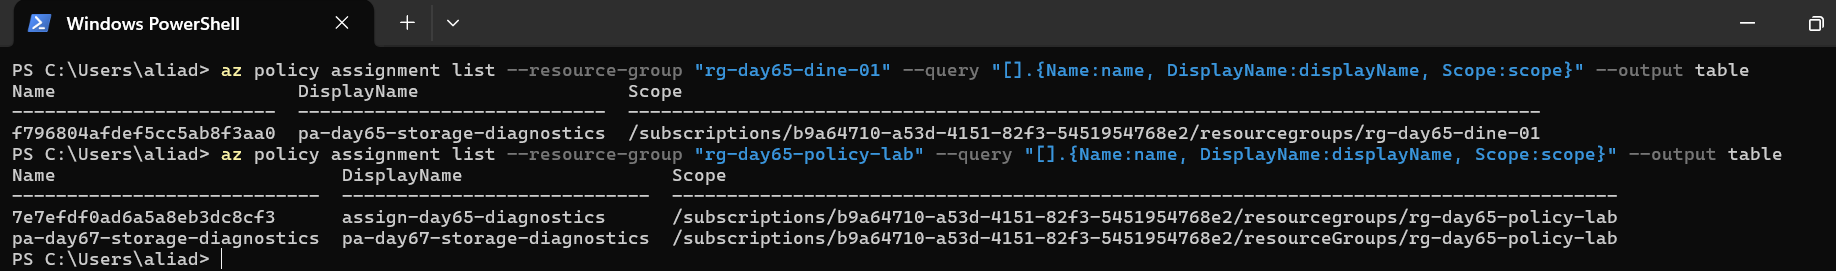 Windows PowerShell
PS C:\Users\aliad> az policy assignment list --resource-group "rg-day65-dine-01" --query "[].{Name:name, DisplayName:displayName, Scope:scope}" --output table
Name DisplayName Scope
------------------------ ---------------------------- -----------------------------------------------------------------------------------
f796804afdef5cc5ab8f3aa0 pa-day65-storage-diagnostics /subscriptions/b9a64710-a53d-4151-82f3-5451954768e2/resourcegroups/rg-day65-dine-01
PS C:\Users\aliad> az policy assignment list --resource-group "rg-day65-policy-lab" --query "[].{Name:name, DisplayName:displayName, Scope:scope}" --output table
Name DisplayName Scope
---------------------------- ---------------------------- --------------------------------------------------------------------------------------
7e7efdf0ad6a5a8eb3dc8cf3 assign-day65-diagnostics /subscriptions/b9a64710-a53d-4151-82f3-5451954768e2/resourcegroups/rg-day65-policy-lab
pa-day67-storage-diagnostics pa-day67-storage-diagnostics /subscriptions/b9a64710-a53d-4151-82f3-5451954768e2/resourceGroups/rg-day65-policy-lab
PS C:\Users\aliad>